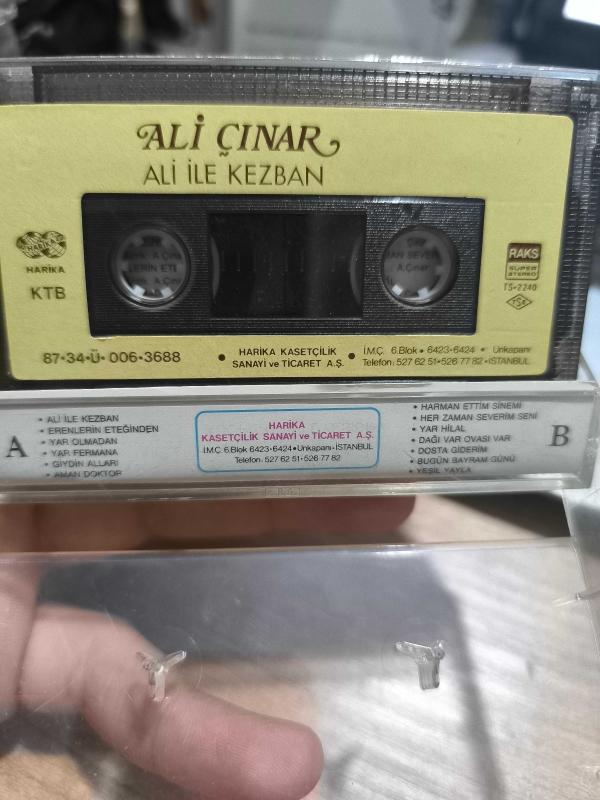 ALİ ÇINAR
ALİ İLE KEZBAN
HARİKA
HARİKA
KTB
RAKS
SUPER
STEREO
TS-2240
TSE
87•34•Ü• 006•3688
• HARİKA KASETÇİLİK
SANAYİ ve TİCARET A.Ş.
• İ.M.Ç. 6.Blok • 6423•6424 • Unkapanı
Telefon: 527 62 51•526 77 82 •İSTANBUL
A
• ALİ İLE KEZBAN
• ERENLERİN ETEĞİNDEN
• YAR OLMADAN
• YAR FERMANA
• GİYDİN ALLARI
• AMAN DOKTOR
HARİKA
KASETÇİLİK SANAYİ ve TİCARET A.Ş.
İ.M.Ç. 6.Blok 6423•6424•Unkapanı-İSTANBUL
Telefon: 527 62 51•526 77 82
• HARMAN ETTİM SİNEMİ
• HER ZAMAN SEVERİM SENİ
• YAR HİLAL
• DAĞI VAR OVASI VAR
• DOSTA GİDERİM
• BUGÜN BAYRAM GÜNÜ
• YEŞİL YAYLA
B